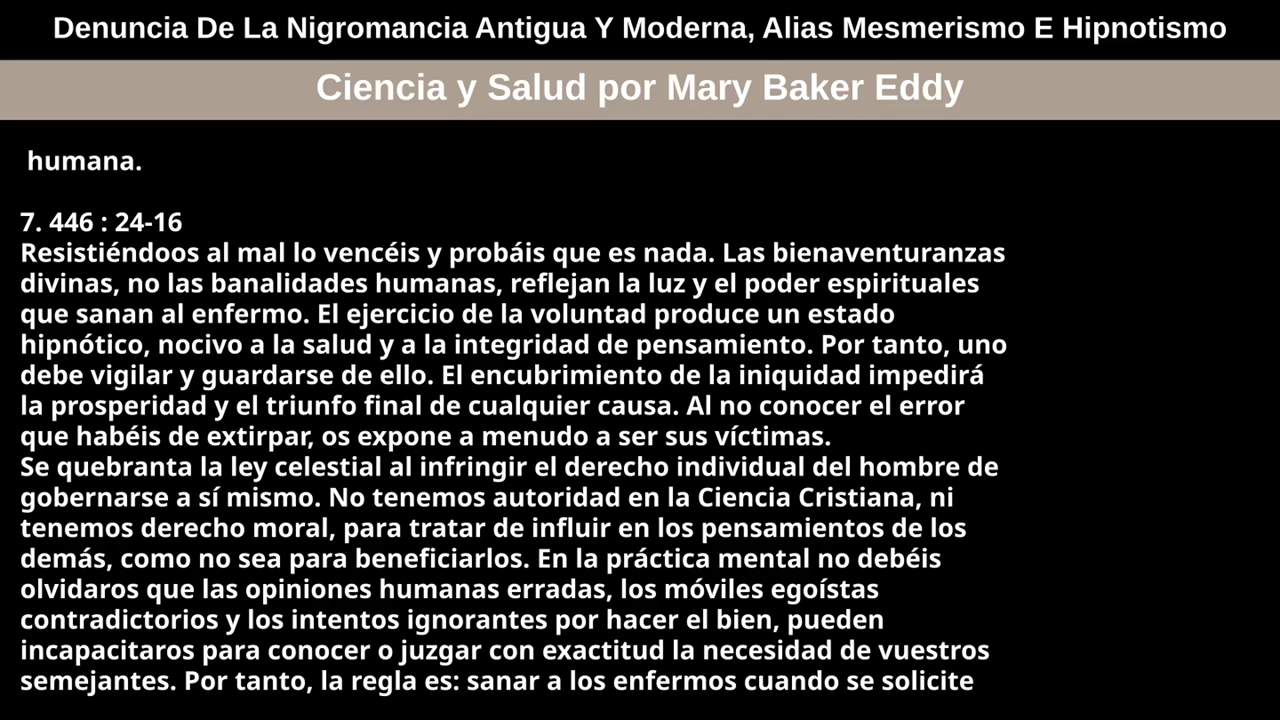 Denuncia De La Nigromancia Antigua Y Moderna, Alias Mesmerismo E Hipnotismo
Ciencia y Salud por Mary Baker Eddy
humana.
7. 446 : 24-16
Resistiéndoos al mal lo vencéis y probáis que es nada. Las bienaventuranzas
divinas, no las banalidades humanas, reflejan la luz y el poder espirituales
que sanan al enfermo. El ejercicio de la voluntad produce un estado
hipnótico, nocivo a la salud y a la integridad de pensamiento. Por tanto, uno
debe vigilar y guardarse de ello. El encubrimiento de la iniquidad impedirá
la prosperidad y el triunfo final de cualquier causa. Al no conocer el error
que habéis de extirpar, os expone a menudo a ser sus víctimas.
Se quebranta la ley celestial al infringir el derecho individual del hombre de
gobernarse a sí mismo. No tenemos autoridad en la Ciencia Cristiana, ni
tenemos derecho moral, para tratar de influir en los pensamientos de los
demás, como no sea para beneficiarlos. En la práctica mental no debéis
olvidaros que las opiniones humanas erradas, los móviles egoístas
contradictorios y los intentos ignorantes por hacer el bien, pueden
incapacitaros para conocer o juzgar con exactitud la necesidad de vuestros
semejantes. Por tanto, la regla es: sanar a los enfermos cuando se solicite